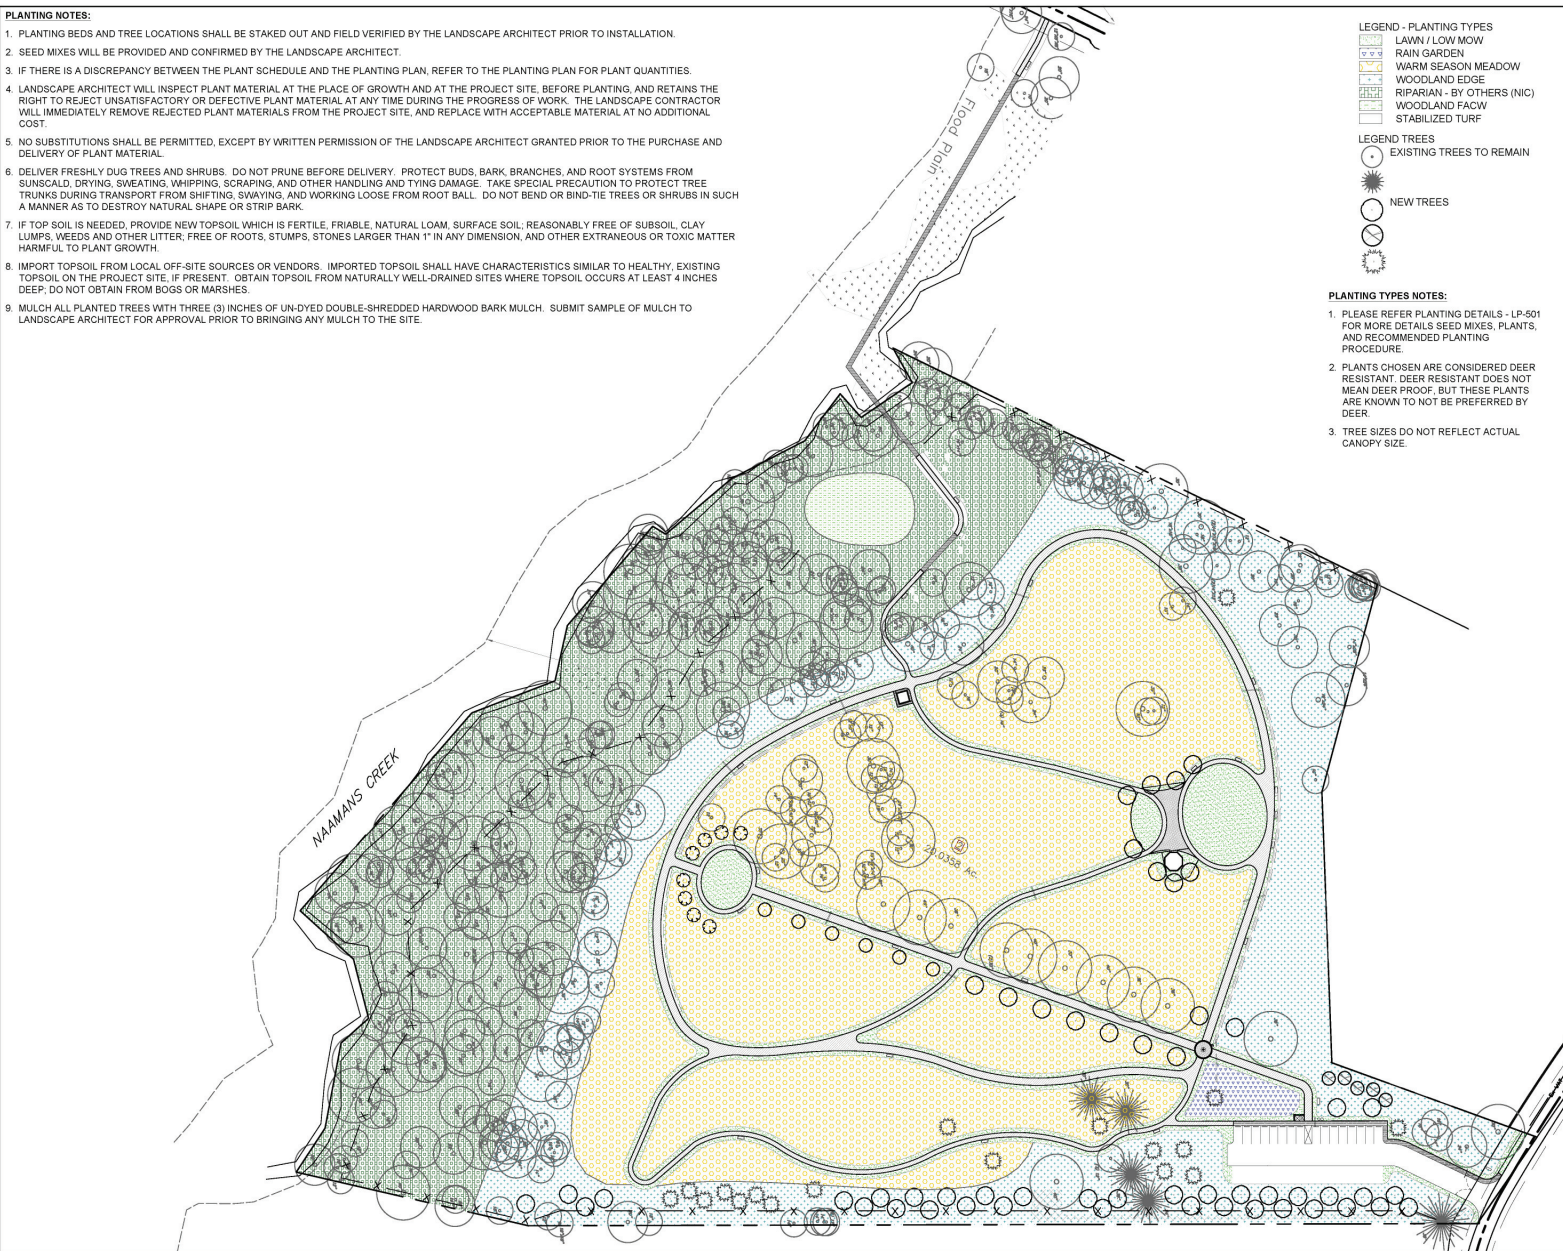 PLANTING NOTES:
1. PLANTING BEDS AND TREE LOCATIONS SHALL BE STAKED OUT AND FIELD VERIFIED BY THE LANDSCAPE ARCHITECT PRIOR TO INSTALLATION.
2. SEED MIXES WILL BE PROVIDED AND CONFIRMED BY THE LANDSCAPE ARCHITECT.
3. IF THERE IS A DISCREPANCY BETWEEN THE PLANT SCHEDULE AND THE PLANTING PLAN, REFER TO THE PLANTING PLAN FOR PLANT QUANTITIES.
4. LANDSCAPE ARCHITECT WILL INSPECT PLANT MATERIAL AT THE PLACE OF GROWTH AND AT THE PROJECT SITE, BEFORE PLANTING, AND RETAINS THE
RIGHT TO REJECT UNSATISFACTORY OR DEFECTIVE PLANT MATERIAL AT ANY TIME DURING THE PROGRESS OF WORK. THE LANDSCAPE CONTRACTOR
WILL IMMEDIATELY REMOVE REJECTED PLANT MATERIALS FROM THE PROJECT SITE, AND REPLACE WITH ACCEPTABLE MATERIAL AT NO ADDITIONAL
COST.
5. NO SUBSTITUTIONS SHALL BE PERMITTED, EXCEPT BY WRITTEN PERMISSION OF THE LANDSCAPE ARCHITECT GRANTED PRIOR TO THE PURCHASE AND
DELIVERY OF PLANT MATERIAL.
6. DELIVER FRESHLY DUG TREES AND SHRUBS. DO NOT PRUNE BEFORE DELIVERY. PROTECT BUDS, BARK, BRANCHES, AND ROOT SYSTEMS FROM
SUNSCALD, DRYING, SWEATING, WHIPPING, SCRAPING, AND OTHER HANDLING AND TYING DAMAGE. TAKE SPECIAL PRECAUTION TO PROTECT TREE
TRUNKS DURING TRANSPORT FROM SHIFTING, SWAYING, AND WORKING LOOSE FROM ROOT BALL. DO NOT BEND OR BIND-TIE TREES OR SHRUBS IN SUCH
A MANNER AS TO DESTROY NATURAL SHAPE OR STRIP BARK.
7. IF TOP SOIL IS NEEDED, PROVIDE NEW TOPSOIL WHICH IS FERTILE, FRIABLE, NATURAL LOAM, SURFACE SOIL; REASONABLY FREE OF SUBSOIL, CLAY
LUMPS, WEEDS AND OTHER LITTER; FREE OF ROOTS, STUMPS, STONES LARGER THAN 1" IN ANY DIMENSION, AND OTHER EXTRANEOUS OR TOXIC MATTER
HARMFUL TO PLANT GROWTH.
8. IMPORT TOPSOIL FROM LOCAL OFF-SITE SOURCES OR VENDORS. IMPORTED TOPSOIL SHALL HAVE CHARACTERISTICS SIMILAR TO HEALTHY, EXISTING
TOPSOIL ON THE PROJECT SITE, IF PRESENT. OBTAIN TOPSOIL FROM NATURALLY WELL-DRAINED SITES WHERE TOPSOIL OCCURS AT LEAST 4 INCHES
DEEP; DO NOT OBTAIN FROM BOGS OR MARSHES.
9. MULCH ALL PLANTED TREES WITH THREE (3) INCHES OF UN-DYED DOUBLE-SHREDDED HARDWOOD BARK MULCH. SUBMIT SAMPLE OF MULCH TO
LANDSCAPE ARCHITECT FOR APPROVAL PRIOR TO BRINGING ANY MULCH TO THE SITE.
LEGEND - PLANTING TYPES
LAWN / LOW MOW
RAIN GARDEN
WARM SEASON MEADOW
WOODLAND EDGE
RIPARIAN - BY OTHERS (NIC)
WOODLAND FACW
STABILIZED TURF
LEGEND TREES
EXISTING TREES TO REMAIN
NEW TREES
PLANTING TYPES NOTES:
1. PLEASE REFER PLANTING DETAILS - LP-501
FOR MORE DETAILS SEED MIXES, PLANTS,
AND RECOMMENDED PLANTING
PROCEDURE.
2. PLANTS CHOSEN ARE CONSIDERED DEER
RESISTANT. DEER RESISTANT DOES NOT
MEAN DEER PROOF, BUT THESE PLANTS
ARE KNOWN TO NOT BE PREFERRED BY
DEER.
3. TREE SIZES DO NOT REFLECT ACTUAL
CANOPY SIZE.
Flood Plain
NAAMANS CREEK
20.0358 AC.